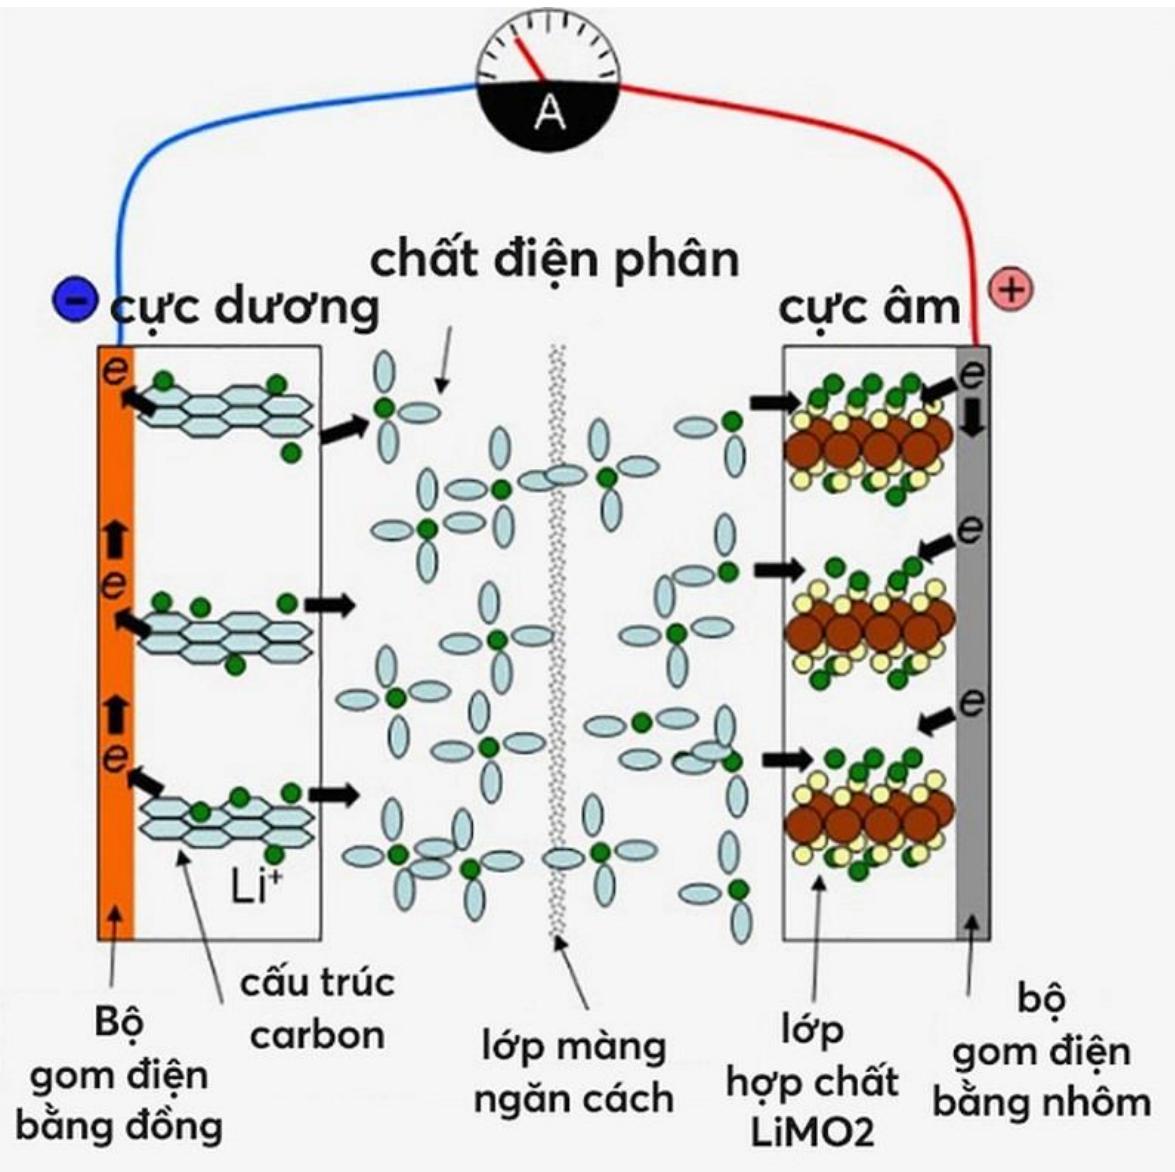 A
chất điện phân
- cực dương
cực âm +
e
e
e
e
e
e
Li⁺
cấu trúc
carbon
Bộ
gom điện
bằng đồng
lớp màng
ngăn cách
lớp
hợp chất
LiMO2
bộ
gom điện
bằng nhôm